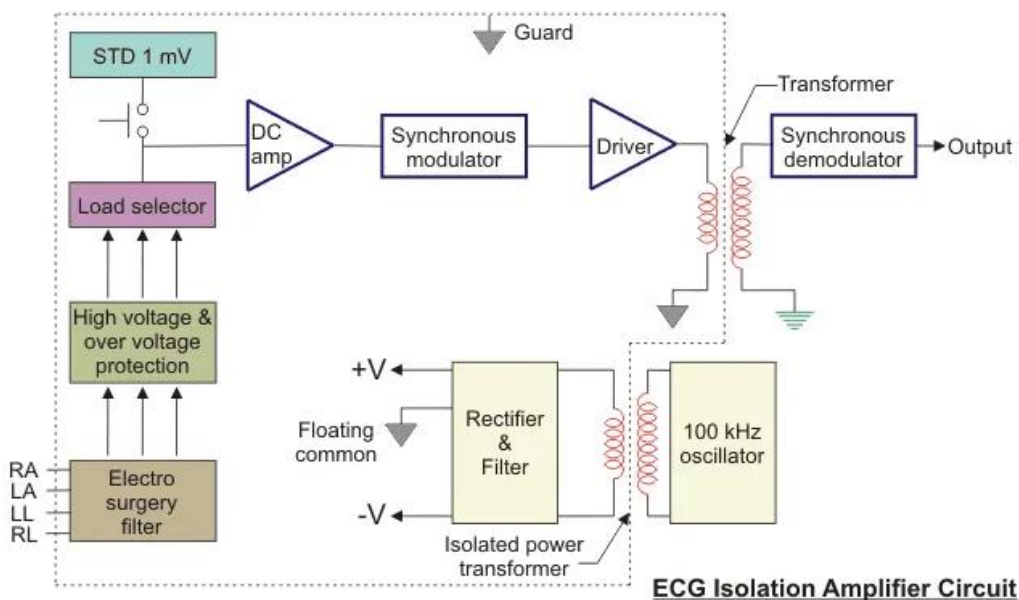 Guard
STD 1 mV
Transformer
DC
amp
Synchronous
modulator
Driver
Synchronous
demodulator
Output
Load selector
High voltage &
over voltage
protection
+V
Floating
common
-V
Rectifier
&
Filter
100 kHz
oscillator
RA
LA
LL
RL
Electro
surgery
filter
Isolated power
transformer
ECG Isolation Amplifier Circuit